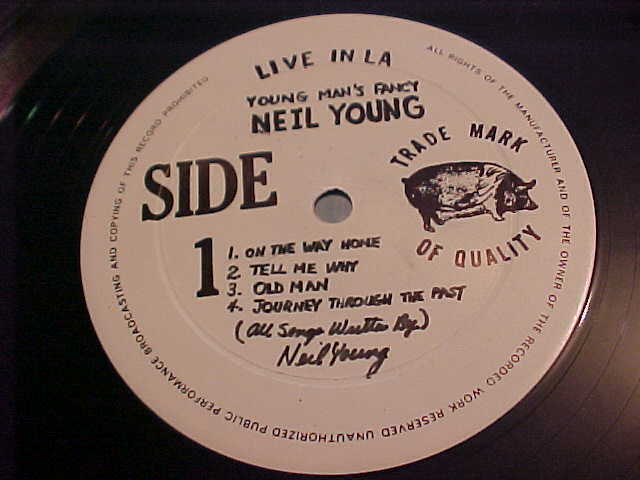 LIVE IN LA
YOUNG MAN'S FANCY
NEIL YOUNG
SIDE
1
1. ON THE WAY HOME
2. TELL ME WHY
3. OLD MAN
4. JOURNEY THROUGH THE PAST
(All Songs Written By)
Neil Young
TRADE MARK
OF QUALITY
ALL RIGHTS OF THE MANUFACTURER AND OF THE OWNER OF THE RECORDED WORK RESERVED UNAUTHORIZED PUBLIC PERFORMANCE BROADCASTING AND COPYING OF THIS RECORD PROHIBITED